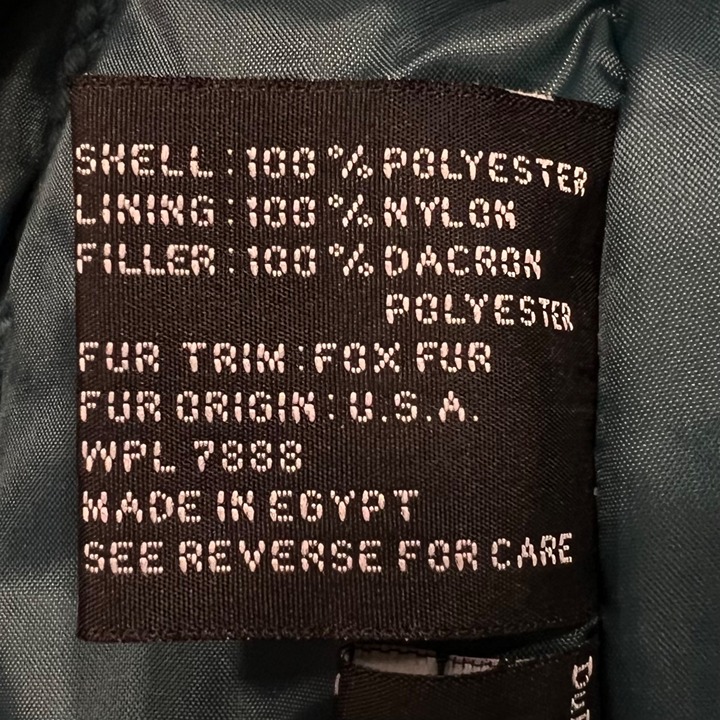 SHELL:100%POLYESTER
LINING:100%NYLON
FILLER:100%DACRON
POLYESTER
FUR TRIM:FOX FUR
FUR ORIGIN:U.S.A.
WPL 7888
MADE IN EGYPT
SEE REVERSE FOR CARE